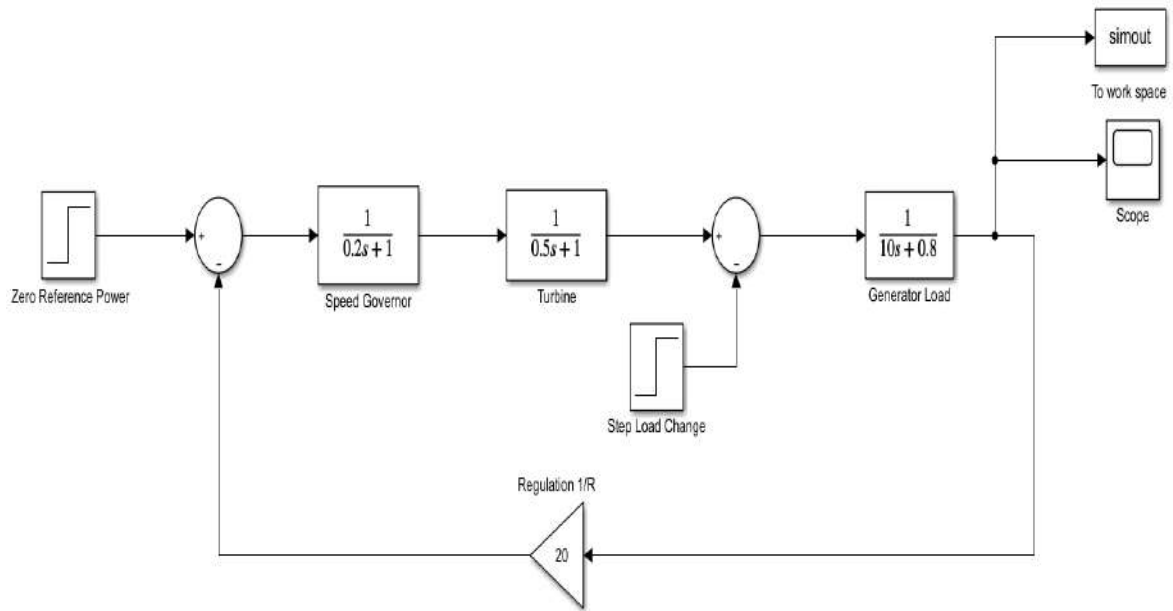 simout
To work space
Scope
Zero Reference Power
+
-
1
0.2s + 1
Speed Governor
1
0.5s + 1
Turbine
+
-
1
10s + 0.8
Generator Load
Step Load Change
Regulation 1/R
20